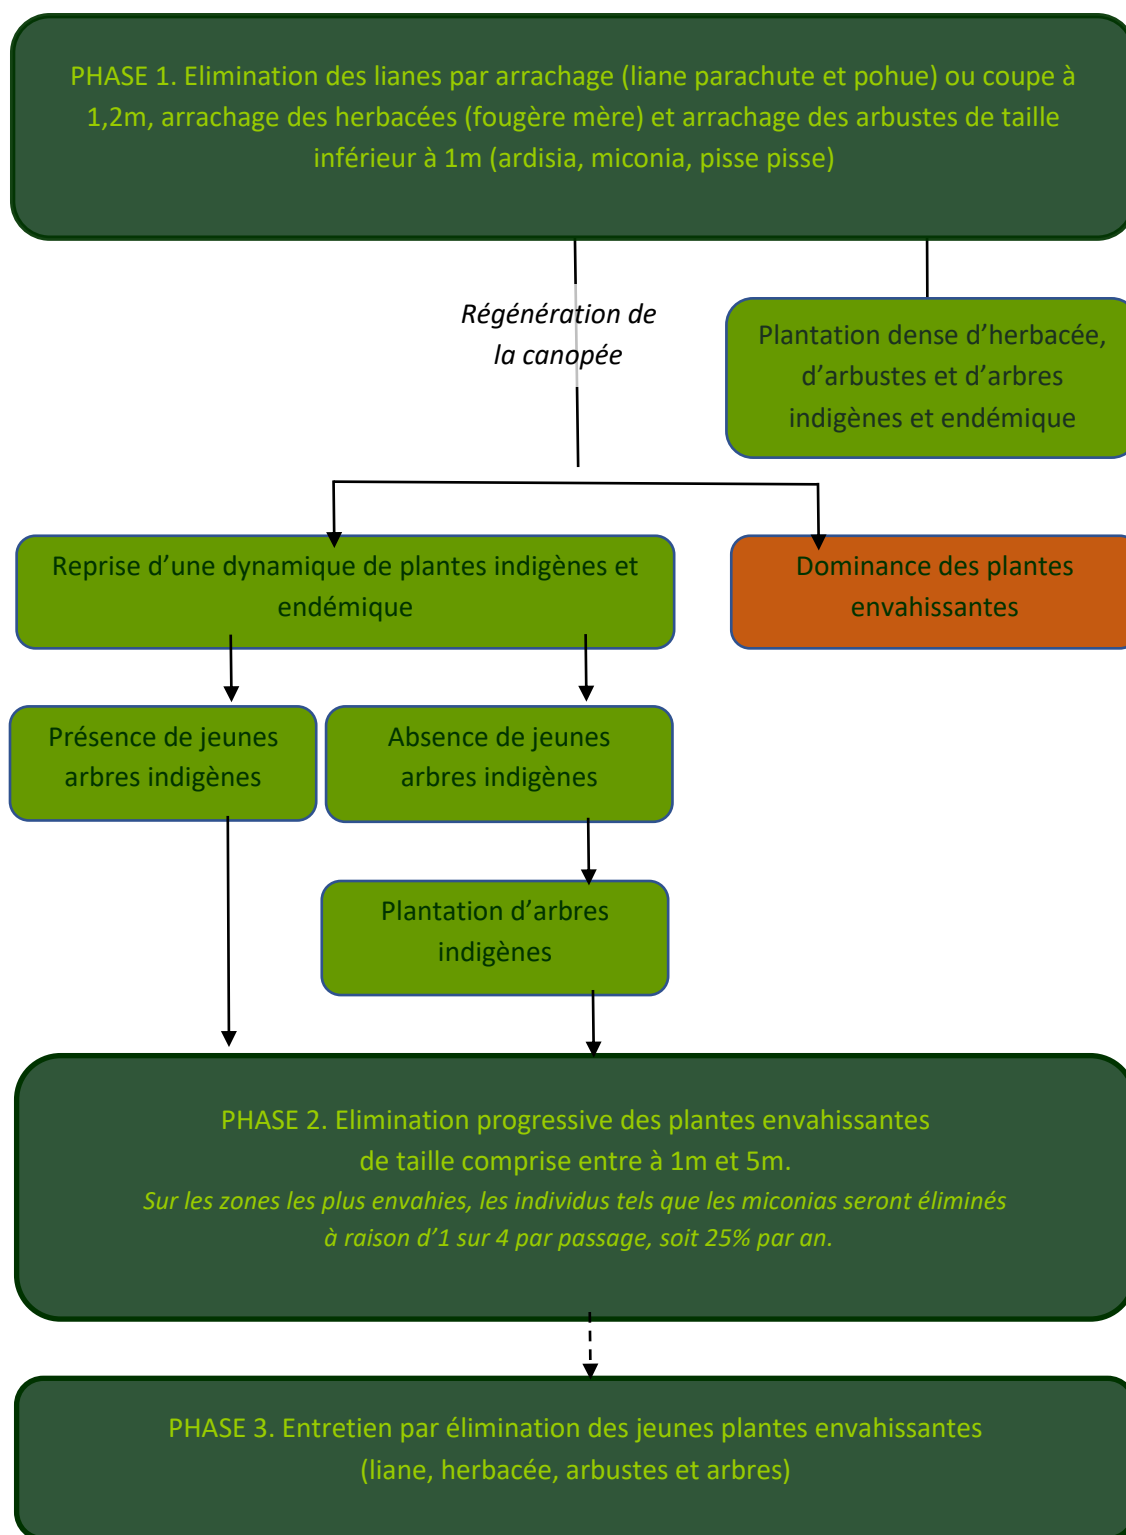 PHASE 1. Elimination des lianes par arrachage (liane parachute et pohue) ou coupe à
1,2m, arrachage des herbacées (fougère mère) et arrachage des arbustes de taille
inférieur à 1m (ardisia, miconia, pisse pisse)
Régénération de
la canopée
Plantation dense d’herbacée,
d’arbustes et d’arbres
indigènes et endémique
Reprise d’une dynamique de plantes indigènes et
endémique
Dominance des plantes
envahissantes
Présence de jeunes
arbres indigènes
Absence de jeunes
arbres indigènes
Plantation d’arbres
indigènes
PHASE 2. Elimination progressive des plantes envahissantes
de taille comprise entre à 1m et 5m.
Sur les zones les plus envahies, les individus tels que les miconias seront éliminés
à raison d’1 sur 4 par passage, soit 25% par an.
PHASE 3. Entretien par élimination des jeunes plantes envahissantes
(liane, herbacée, arbustes et arbres)